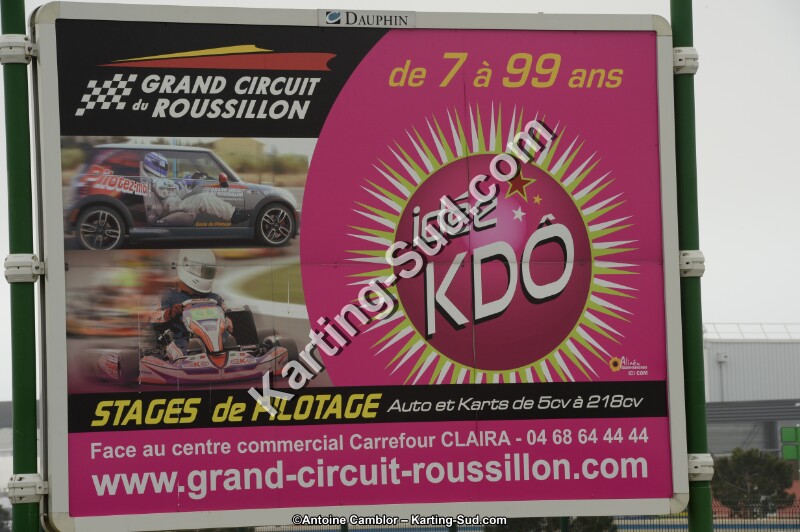 DAUPHIN
GRAND CIRCUIT
du ROUSSILLON
de 7 à 99 ans
Pilotez-moi
KDÔ
Karting-Sud.com
STAGES de PILOTAGE Auto et Karts de 5cv à 218cv
Face au centre commercial Carrefour CLAIRA - 04 68 64 44 44
www.grand-circuit-roussillon.com
©Antoine Camblor – Karting-Sud.com